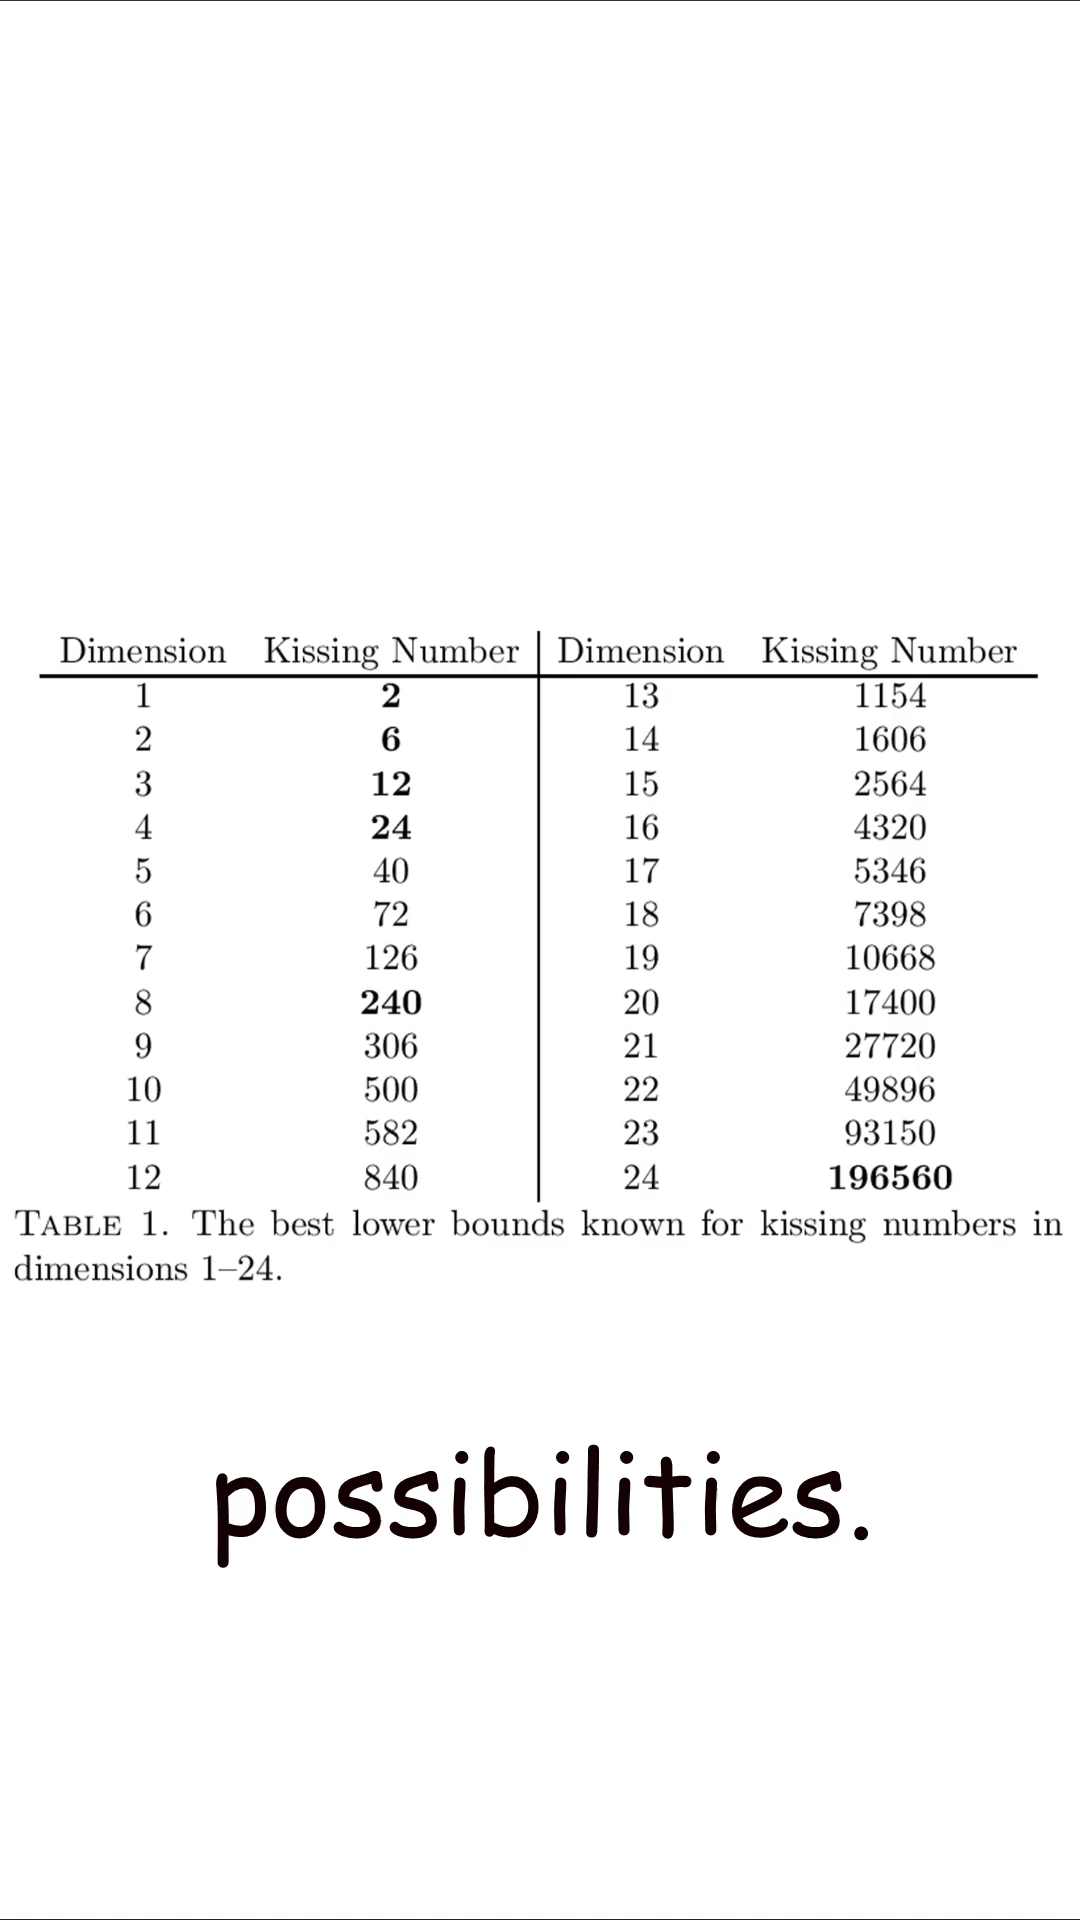 Dimension Kissing Number Dimension Kissing Number
1 2 13 1154
2 6 14 1606
3 12 15 2564
4 24 16 4320
5 40 17 5346
6 72 18 7398
7 126 19 10668
8 240 20 17400
9 306 21 27720
10 500 22 49896
11 582 23 93150
12 840 24 196560
TABLE 1. The best lower bounds known for kissing numbers in
dimensions 1–24.
possibilities.